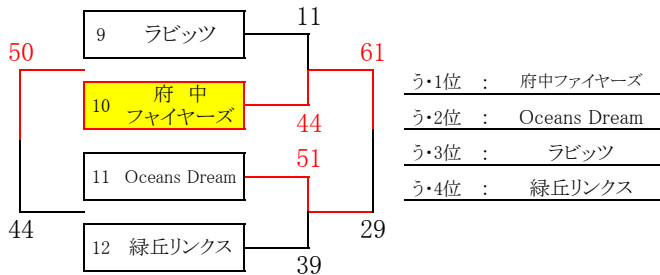 11
9 ラビッツ
50
61
10 府 中
フャイヤーズ
44
51
11 Oceans Dream
44
12 緑丘リンクス
39
29
う・1位 : 府中ファイヤーズ
う・2位 : Oceans Dream
う・3位 : ラビッツ
う・4位 : 緑丘リンクス